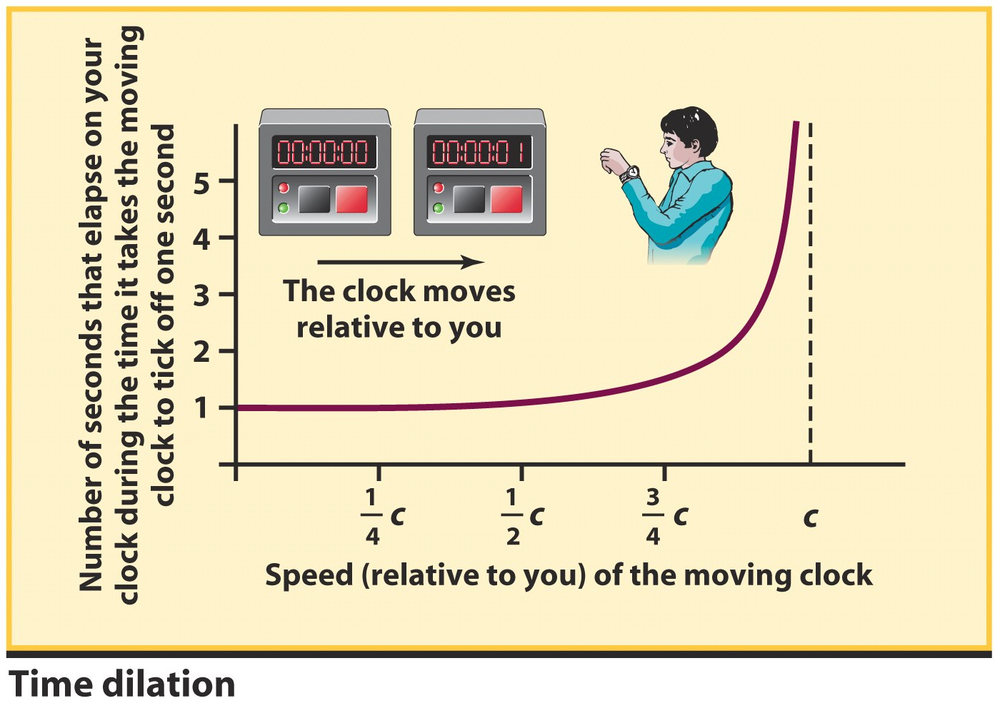 Number of seconds that elapse on your
clock during the time it takes the moving
clock to tick off one second
00:00:00
00:00:01
5
4
3
2
1
The clock moves
relative to you
1/4 c
1/2 c
3/4 c
c
Speed (relative to you) of the moving clock
Time dilation